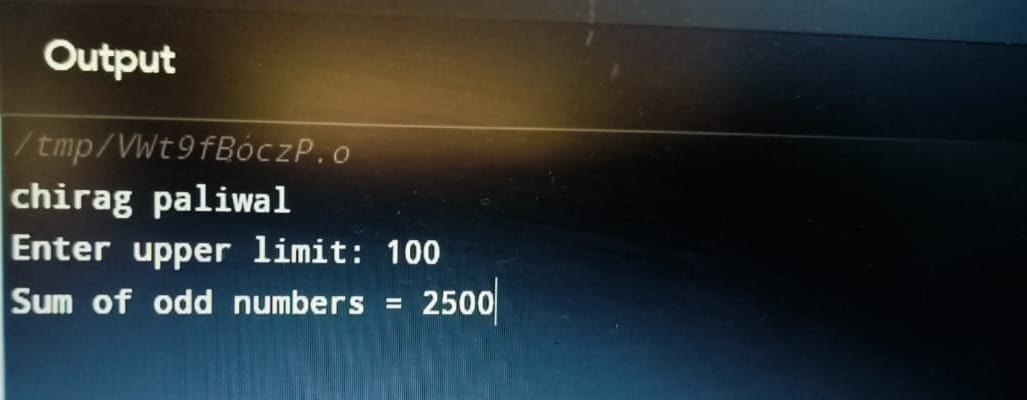 Output
/tmp/VWt9fBoczP.o
chirag paliwal
Enter upper limit: 100
Sum of odd numbers = 2500